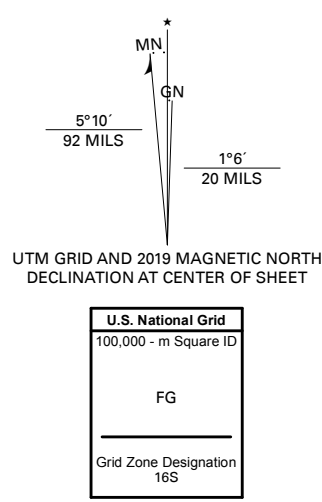 ★
MN
GN
5°10´
92 MILS
1°6´
20 MILS
UTM GRID AND 2019 MAGNETIC NORTH
DECLINATION AT CENTER OF SHEET
U.S. National Grid
100,000 - m Square ID
FG
Grid Zone Designation
16S